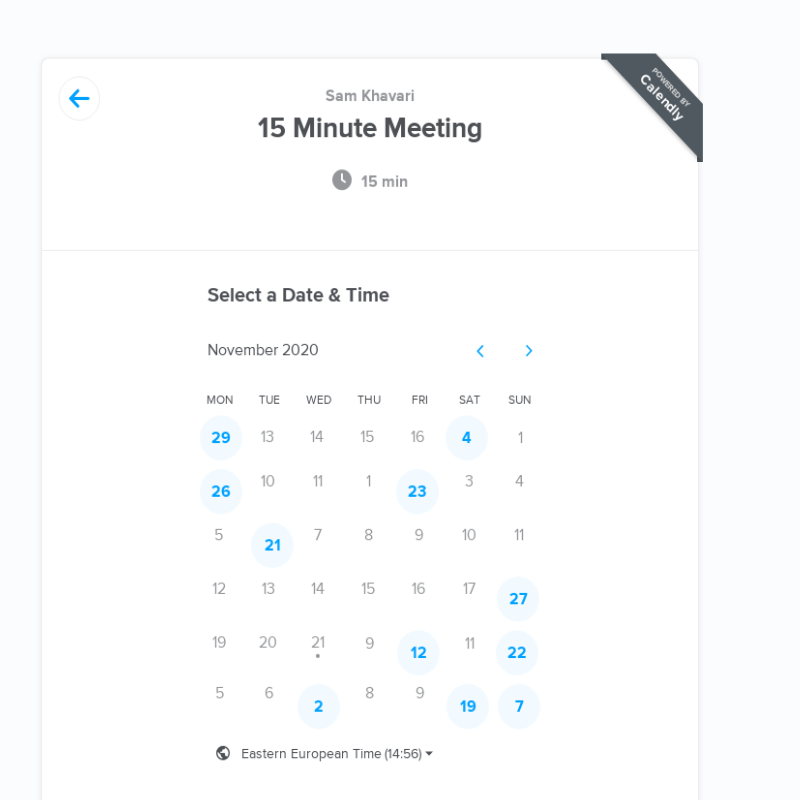 POWERED BY
Calendly
Sam Khavari
15 Minute Meeting
15 min
Select a Date & Time
November 2020
MON TUE WED THU FRI SAT SUN
29 13 14 15 16 4 1
26 10 11 1 23 3 4
5 21 7 8 9 10 11
12 13 14 15 16 17 27
19 20 21 9 12 11 22
5 6 2 8 9 19 7
Eastern European Time (14:56)